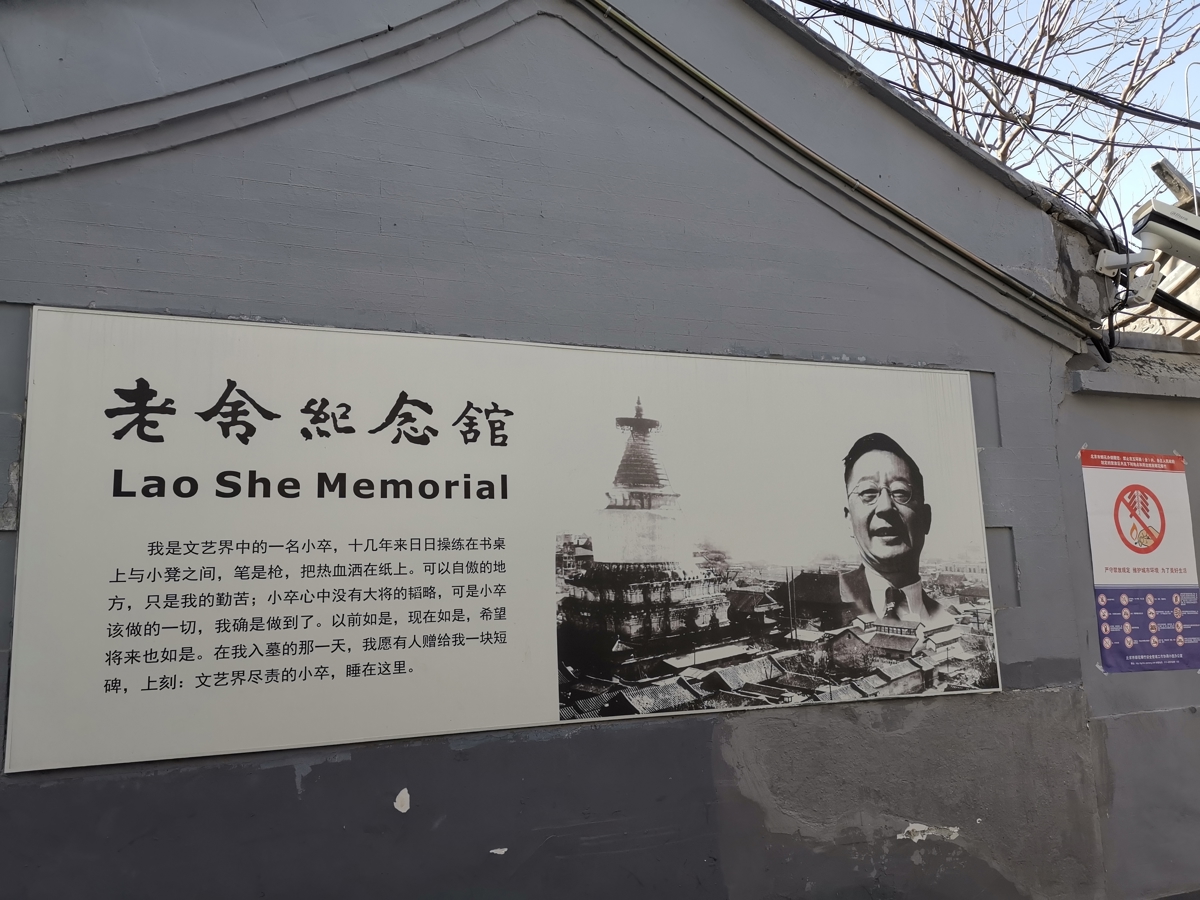 老舍紀念館
Lao She Memorial
我是文艺界中的一名小卒，十几年来日日操练在书桌
上与小凳之间，笔是枪，把热血洒在纸上。可以自傲的地
方，只是我的勤苦；小卒心中没有大将的韬略，可是小卒
该做的一切，我确是做到了。以前如是，现在如是，希望
将来也如是。在我入墓的那一天，我愿有人赠给我一块短
碑，上刻：文艺界尽责的小卒，睡在这里。